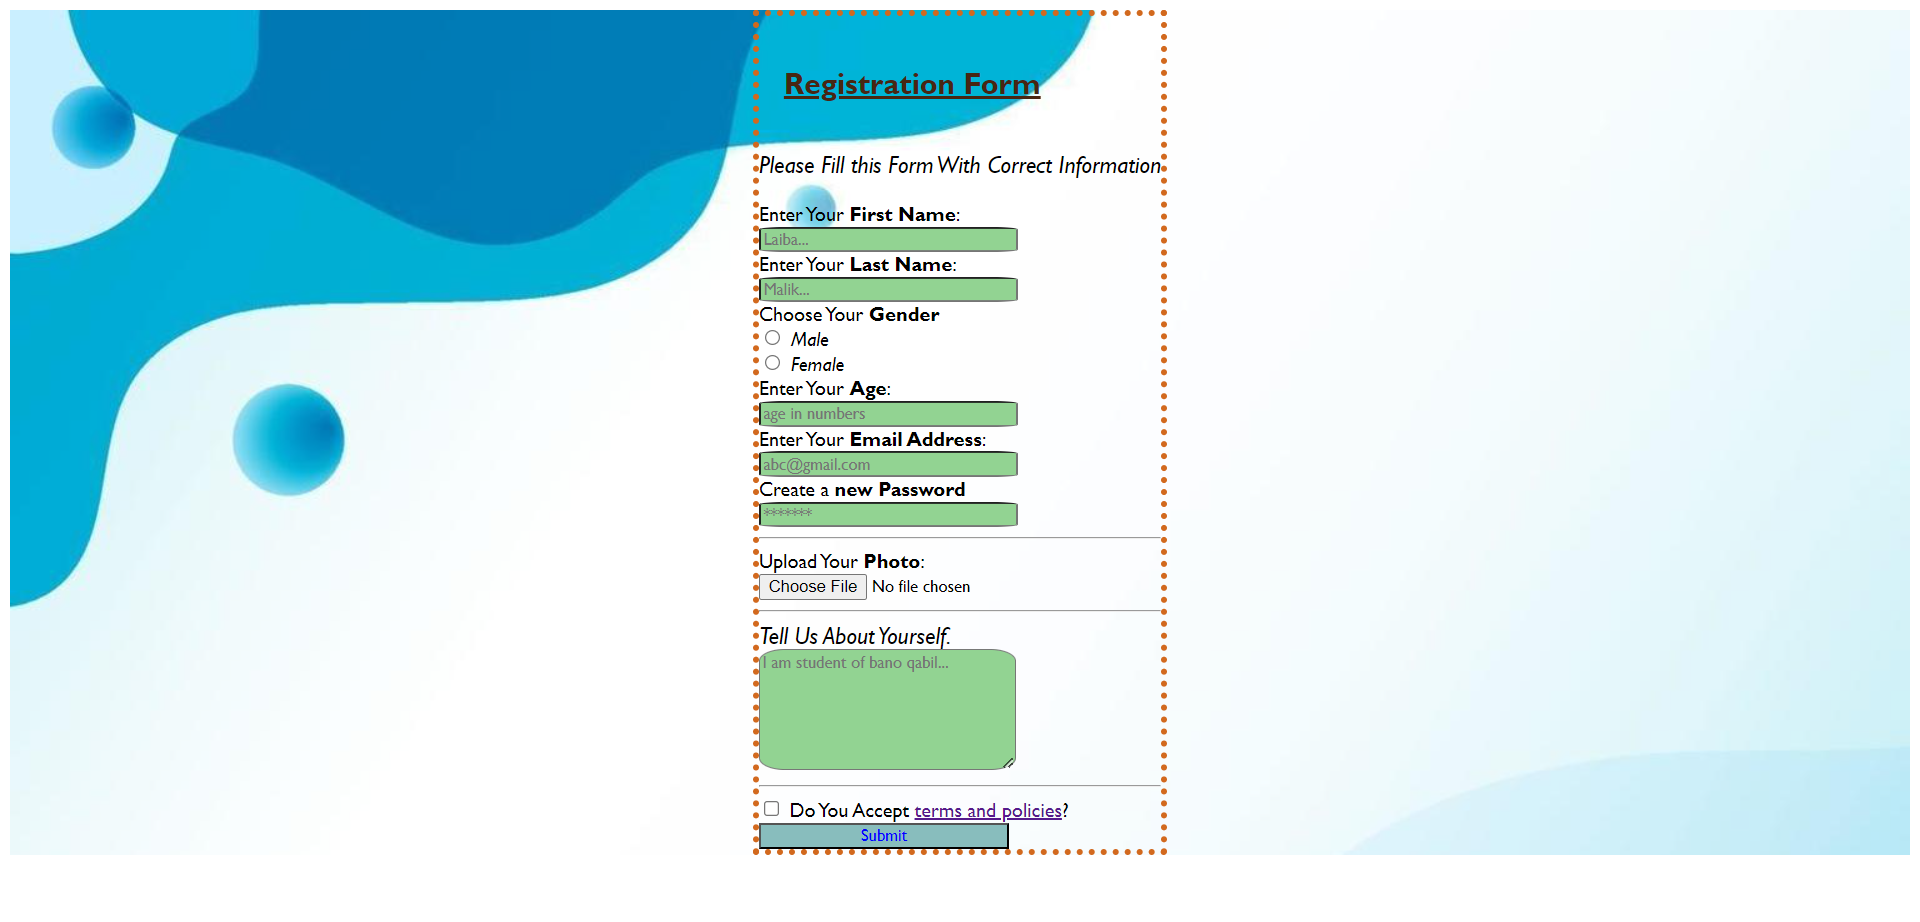 Registration Form
Please Fill this Form With Correct Information
Enter Your First Name:
Laiba...
Enter Your Last Name:
Malik...
Choose Your Gender
Male
Female
Enter Your Age:
age in numbers
Enter Your Email Address:
abc@gmail.com
Create a new Password
*******
Upload Your Photo:
Choose File No file chosen
Tell Us About Yourself.
I am student of bano qabil...
Do You Accept terms and policies?
Submit